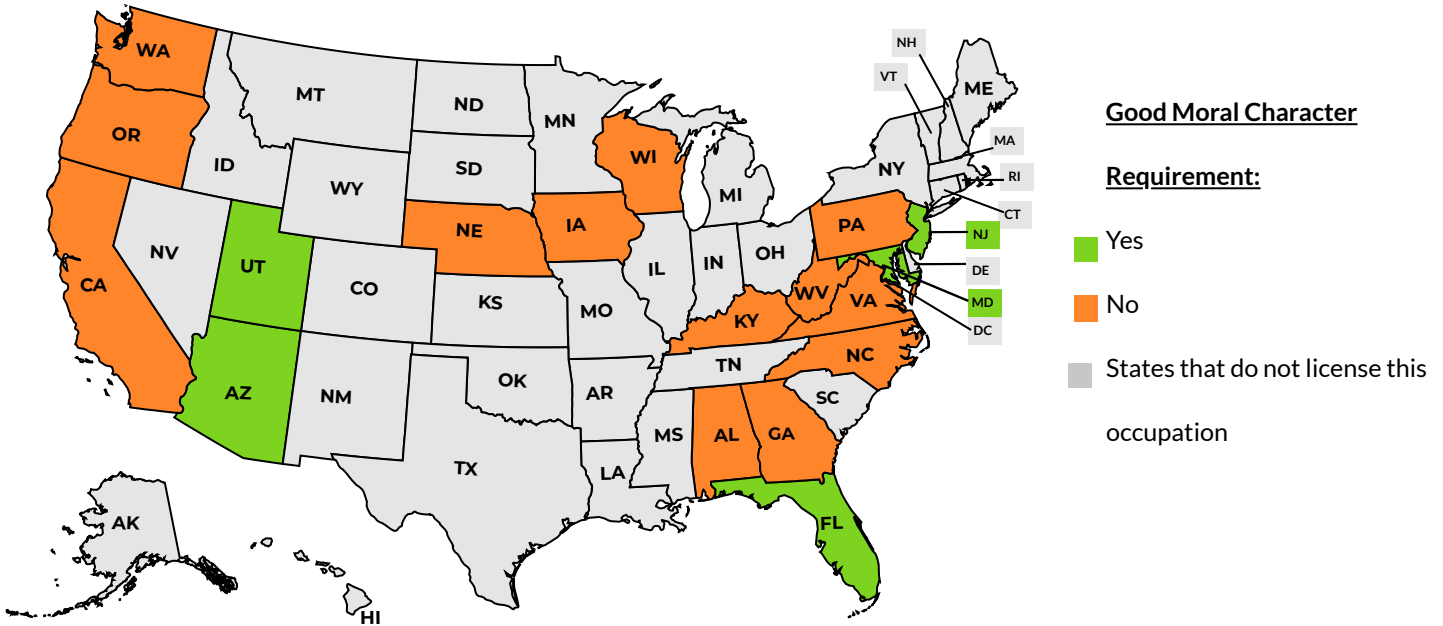 NH
WA
VT
ME
MT
ND
Good Moral Character
MN
OR
MA
WI
ID
SD
NY
RI
Requirement:
WY
MI
CT
PA
NE
IA
NJ
Yes
NV
OH
UT
IL
IN
DE
CA
CO
WV
VA
MD
No
KS
MO
KY
DC
NC
TN
States that do not license this
AZ
NM
OK
AR
SC
MS
AL
GA
occupation
TX
LA
AK
FL
HI